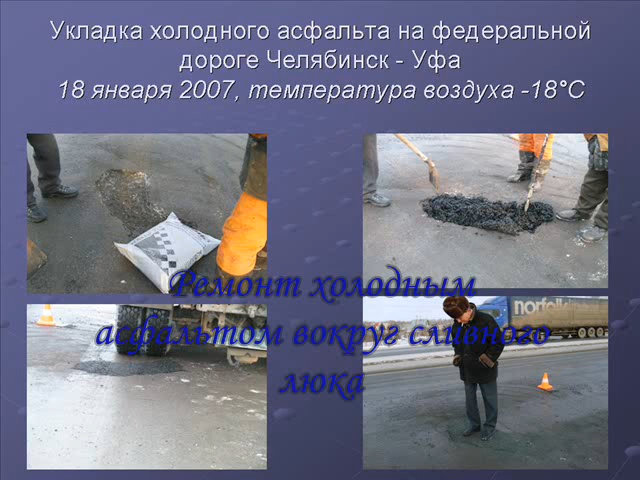 Укладка холодного асфальта на федеральной
дороге Челябинск - Уфа
18 января 2007, температура воздуха -18°C
Ремонт холодным
асфальтом вокруг сливного
люка
norfolk